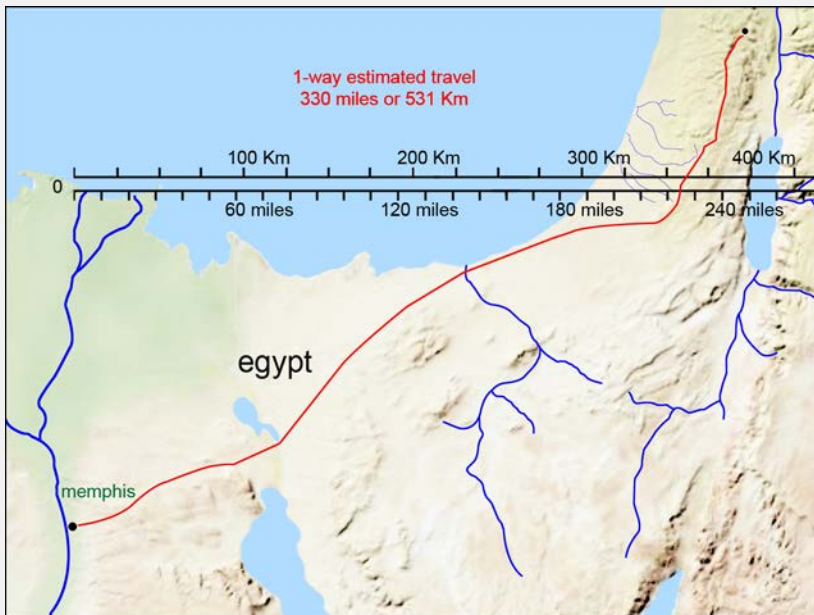 1-way estimated travel
330 miles or 531 Km
100 Km 200 Km 300 Km 400 Km
0
60 miles 120 miles 180 miles 240 miles
egypt
memphis